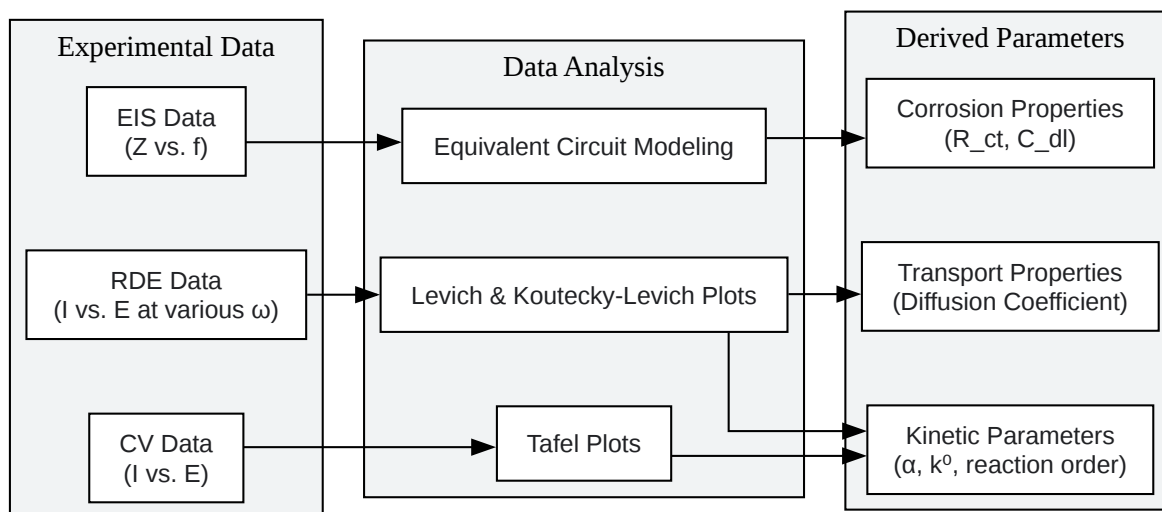 Experimental Data
EIS Data
(Z vs. f)
RDE Data
(I vs. E at various ω)
CV Data
(I vs. E)
Data Analysis
Equivalent Circuit Modeling
Levich & Koutecky-Levich Plots
Tafel Plots
Derived Parameters
Corrosion Properties
(R_ct, C_dl)
Transport Properties
(Diffusion Coefficient)
Kinetic Parameters
(α, k⁰, reaction order)